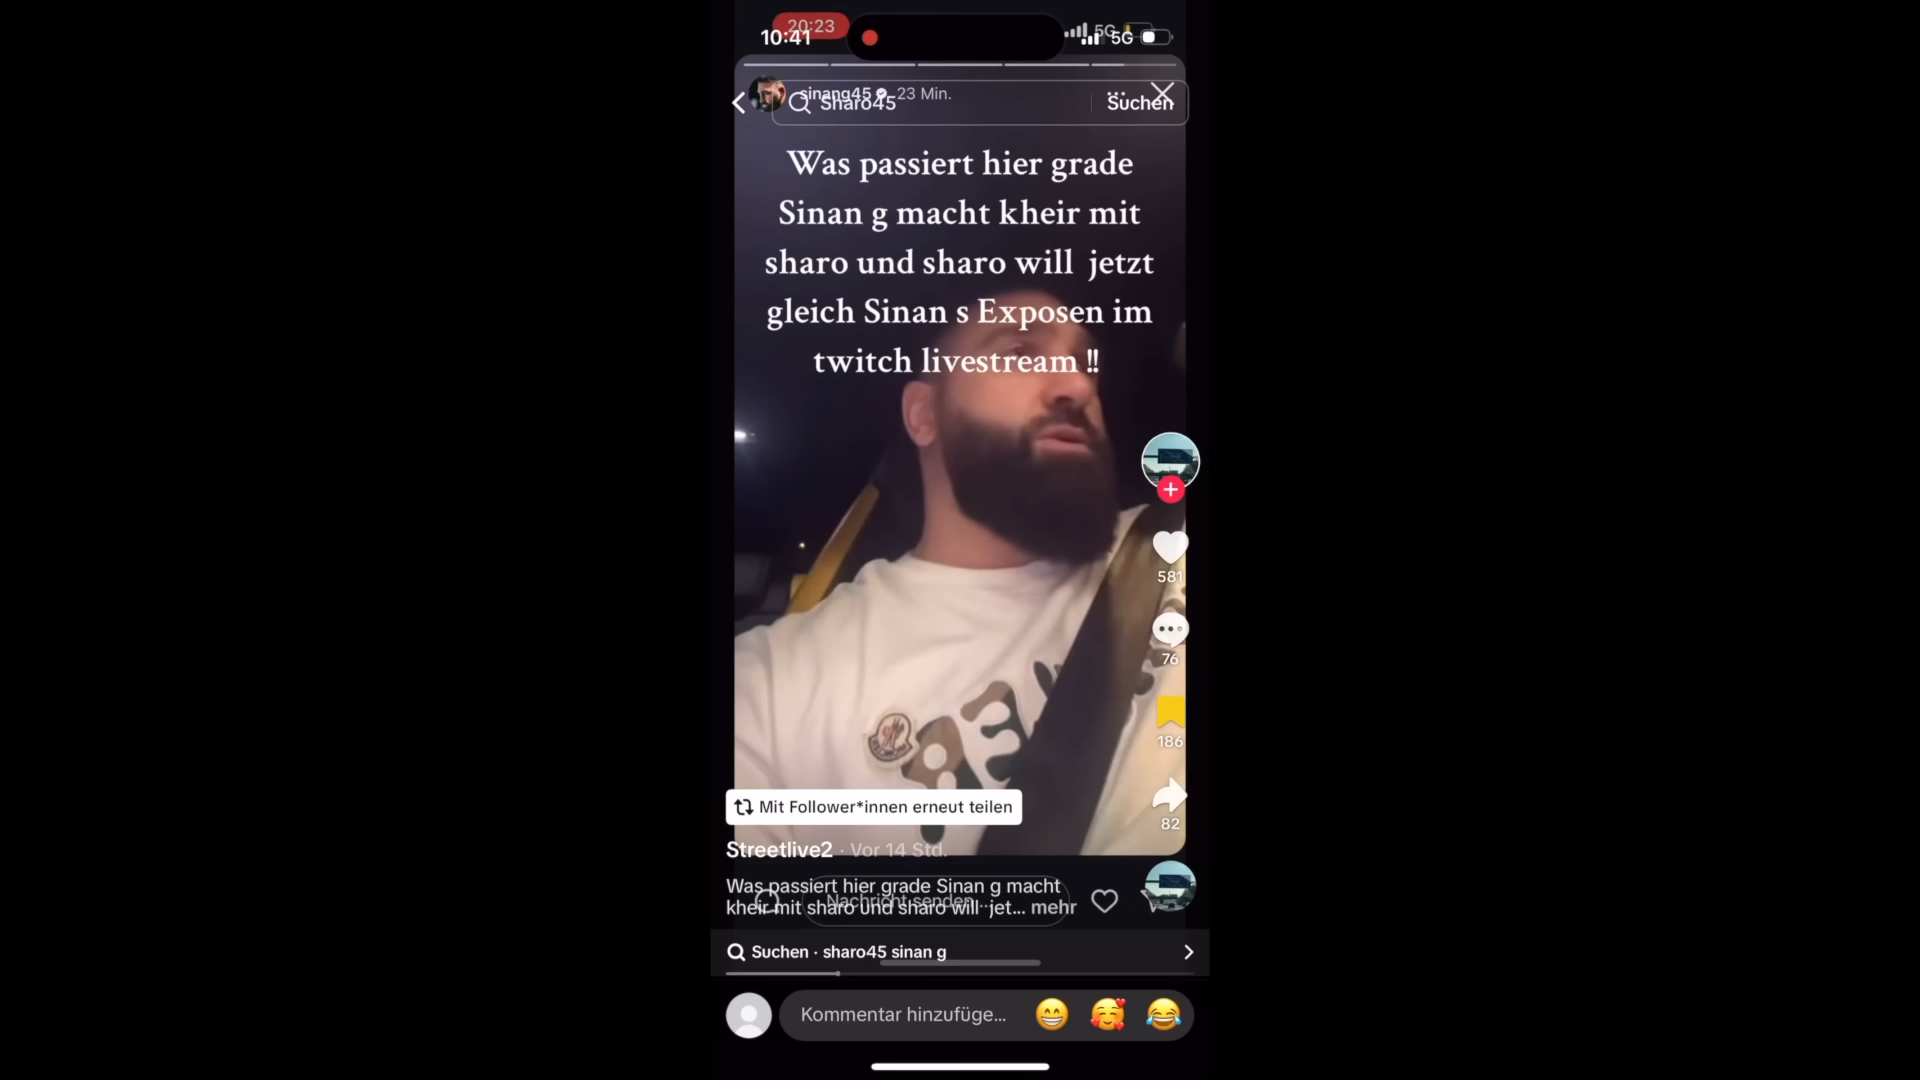 20:23
10:41
5G
5G
sinang45 23 Min.
Sharo45
Suchen
Was passiert hier grade
Sinan g macht kheir mit
sharo und sharo will jetzt
gleich Sinan s Exposen im
twitch livestream !!
581
76
186
82
Mit Follower*innen erneut teilen
Streetlive2 · Vor 14 Std.
Was passiert hier grade Sinan g macht
kheir mit sharo und sharo will jet... mehr
Nachricht senden...
Suchen · sharo45 sinan g
Kommentar hinzufüge...